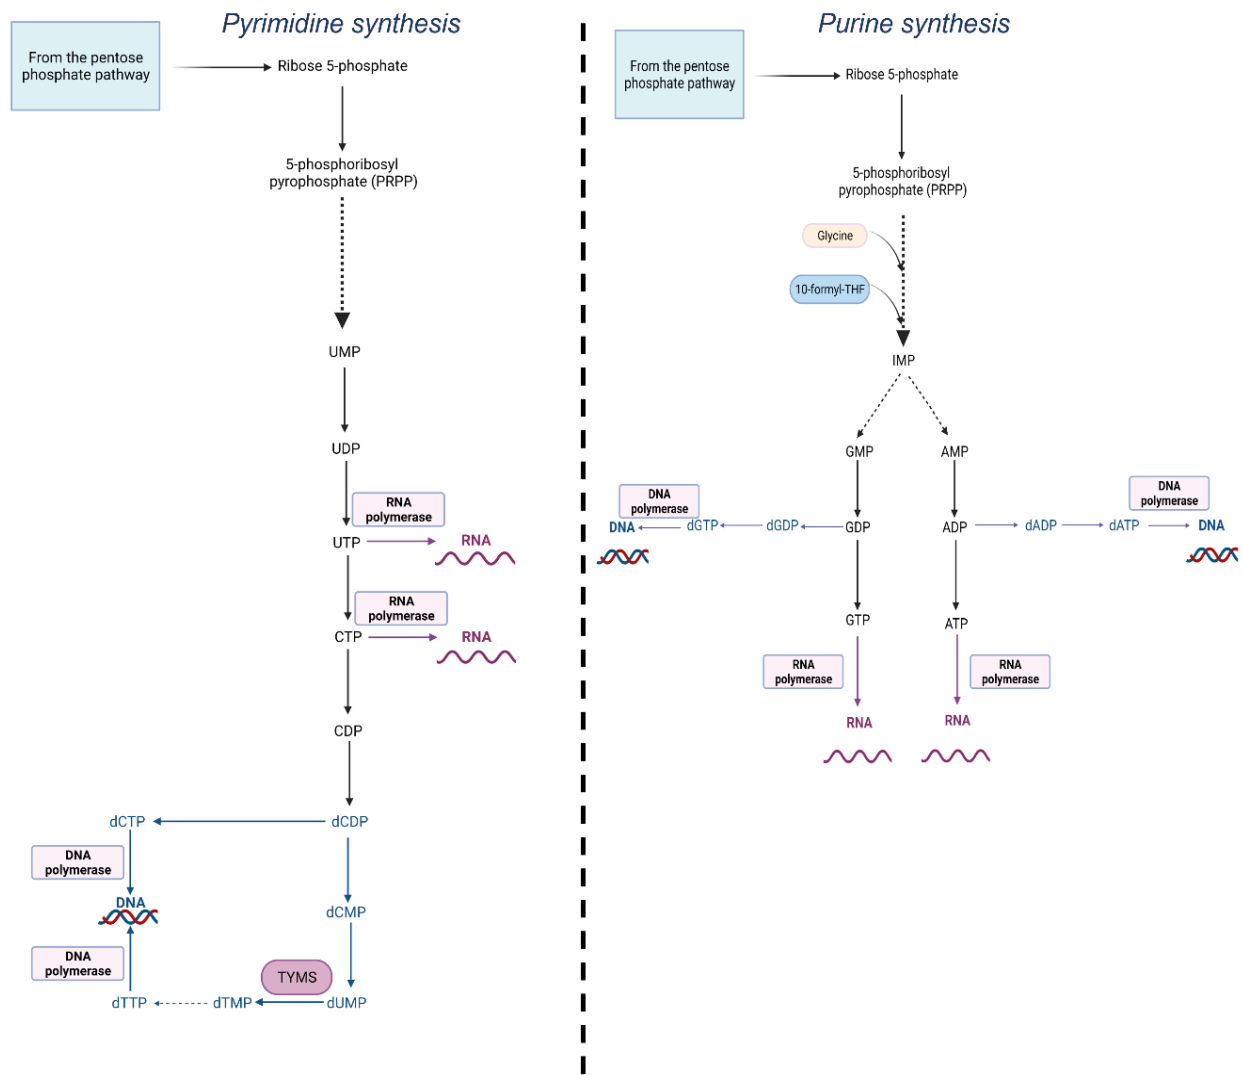 Pyrimidine synthesis
From the pentose
phosphate pathway
Ribose 5-phosphate
5-phosphoribosyl
pyrophosphate (PRPP)
UMP
UDP
RNA
polymerase
UTP
RNA
RNA
polymerase
CTP
RNA
CDP
dCTP
dCDP
DNA
polymerase
DNA
dCMP
DNA
polymerase
TYMS
dTTP
dTMP
dUMP
Purine synthesis
From the pentose
phosphate pathway
Ribose 5-phosphate
5-phosphoribosyl
pyrophosphate (PRPP)
Glycine
10-formyl-THF
IMP
GMP
AMP
DNA
polymerase
DNA
polymerase
DNA
dGTP
dGDP
GDP
ADP
dADP
dATP
DNA
GTP
ATP
RNA
polymerase
RNA
polymerase
RNA
RNA